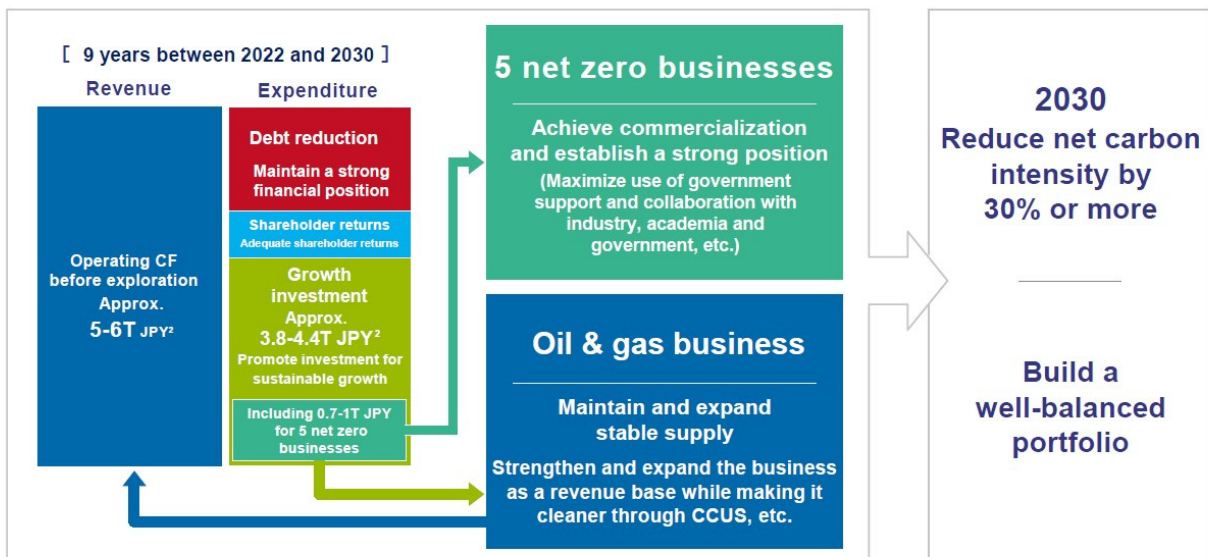 [ 9 years between 2022 and 2030 ]
Revenue
Expenditure
Operating CF
before exploration
Approx.
5-6T JPY²
Debt reduction
Maintain a strong
financial position
Shareholder returns
Adequate shareholder returns
Growth
investment
Approx.
3.8-4.4T JPY²
Promote investment for
sustainable growth
Including 0.7-1T JPY
for 5 net zero
businesses
5 net zero businesses
Achieve commercialization
and establish a strong position
(Maximize use of government
support and collaboration with
industry, academia and
government, etc.)
Oil & gas business
Maintain and expand
stable supply
Strengthen and expand the business
as a revenue base while making it
cleaner through CCUS, etc.
2030
Reduce net carbon
intensity by
30% or more
Build a
well-balanced
portfolio